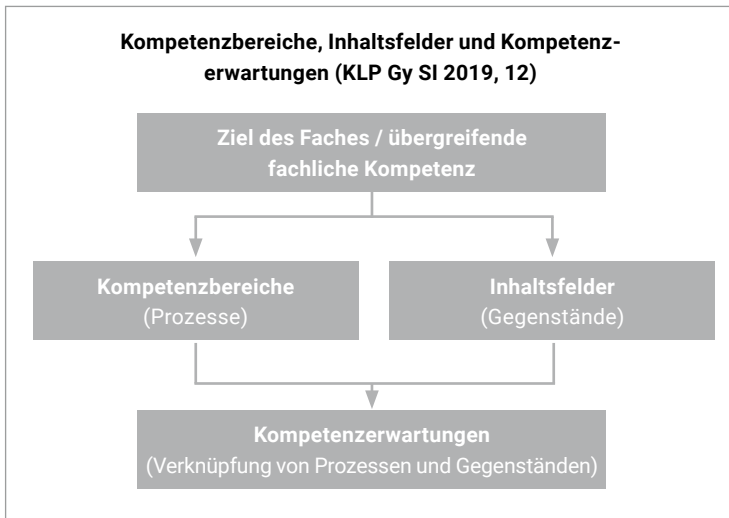 Kompetenzbereiche, Inhaltsfelder und Kompetenz-
erwartungen (KLP Gy SI 2019, 12)
Ziel des Faches / übergreifende
fachliche Kompetenz
Kompetenzbereiche
(Prozesse)
Inhaltsfelder
(Gegenstände)
Kompetenzerwartungen
(Verknüpfung von Prozessen und Gegenständen)